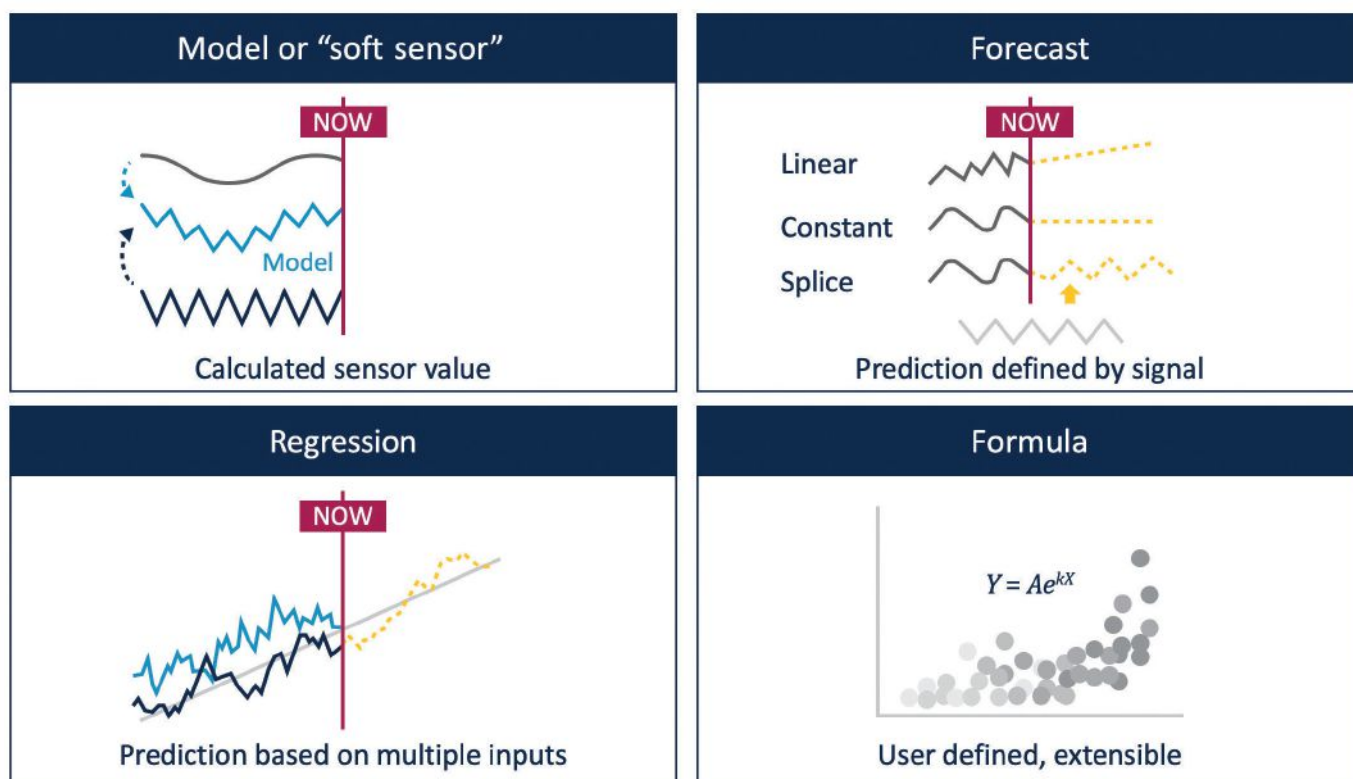 Model or “soft sensor”
NOW
Model
Calculated sensor value
Forecast
NOW
Linear
Constant
Splice
Prediction defined by signal
Regression
NOW
Prediction based on multiple inputs
Formula
Y = Ae^{kX}
User defined, extensible